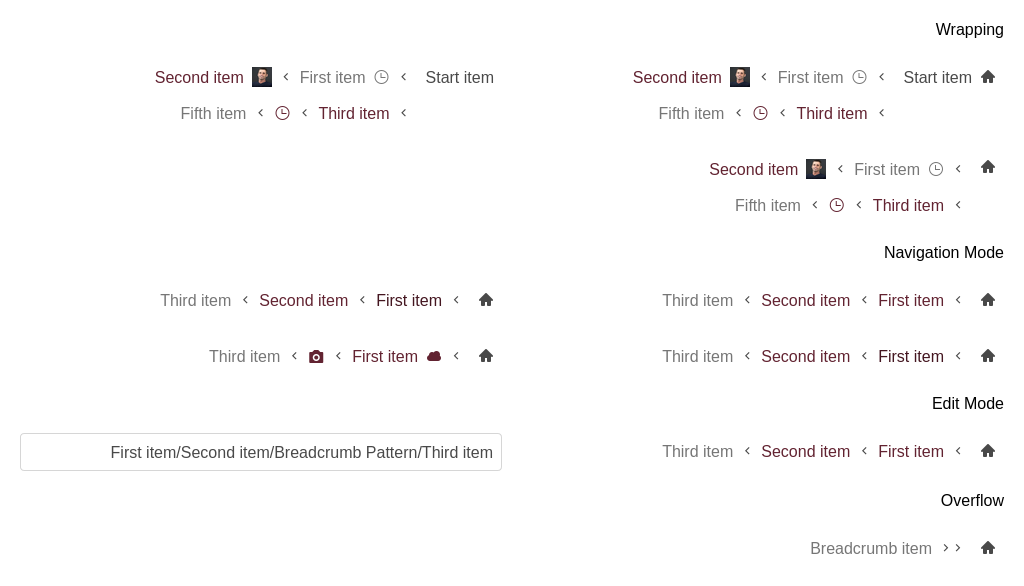 Wrapping
Start item First item Second item
Third item Fifth item
Start item First item Second item
Third item Fifth item
First item Second item
Third item Fifth item
Navigation Mode
First item Second item Third item
First item Second item Third item
First item Second item Third item
First item Third item
Edit Mode
First item Second item Third item
First item/Second item/Breadcrumb Pattern/Third item
Overflow
Breadcrumb item